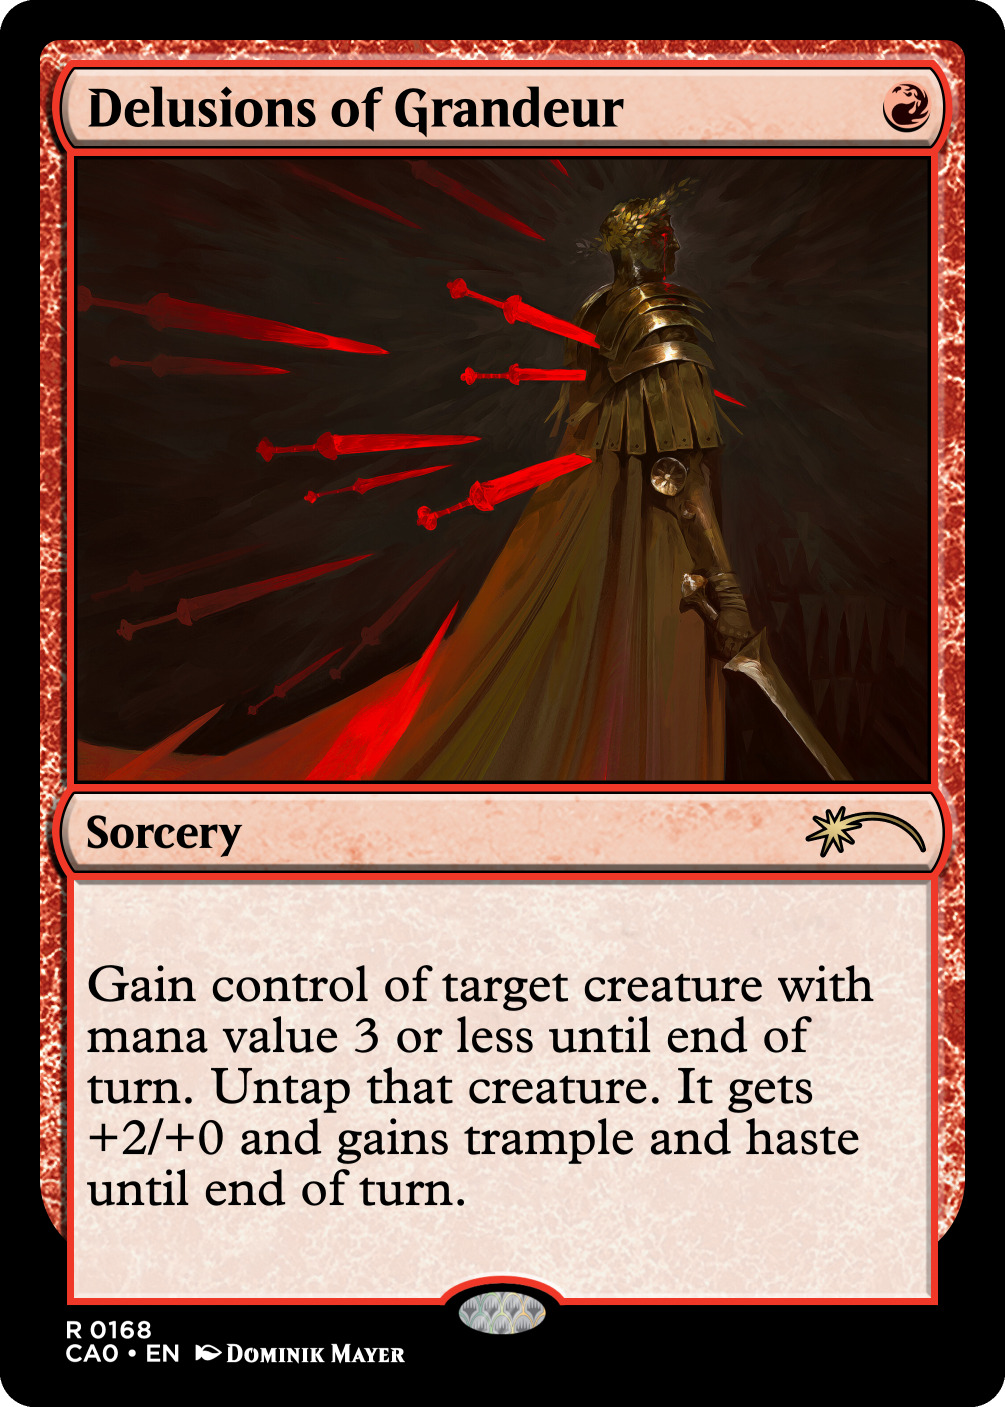 Delusions of Grandeur
Sorcery
Gain control of target creature with
mana value 3 or less until end of
turn. Untap that creature. It gets
+2/+0 and gains trample and haste
until end of turn.
R 0168
CAO • EN DOMINIK MAYER